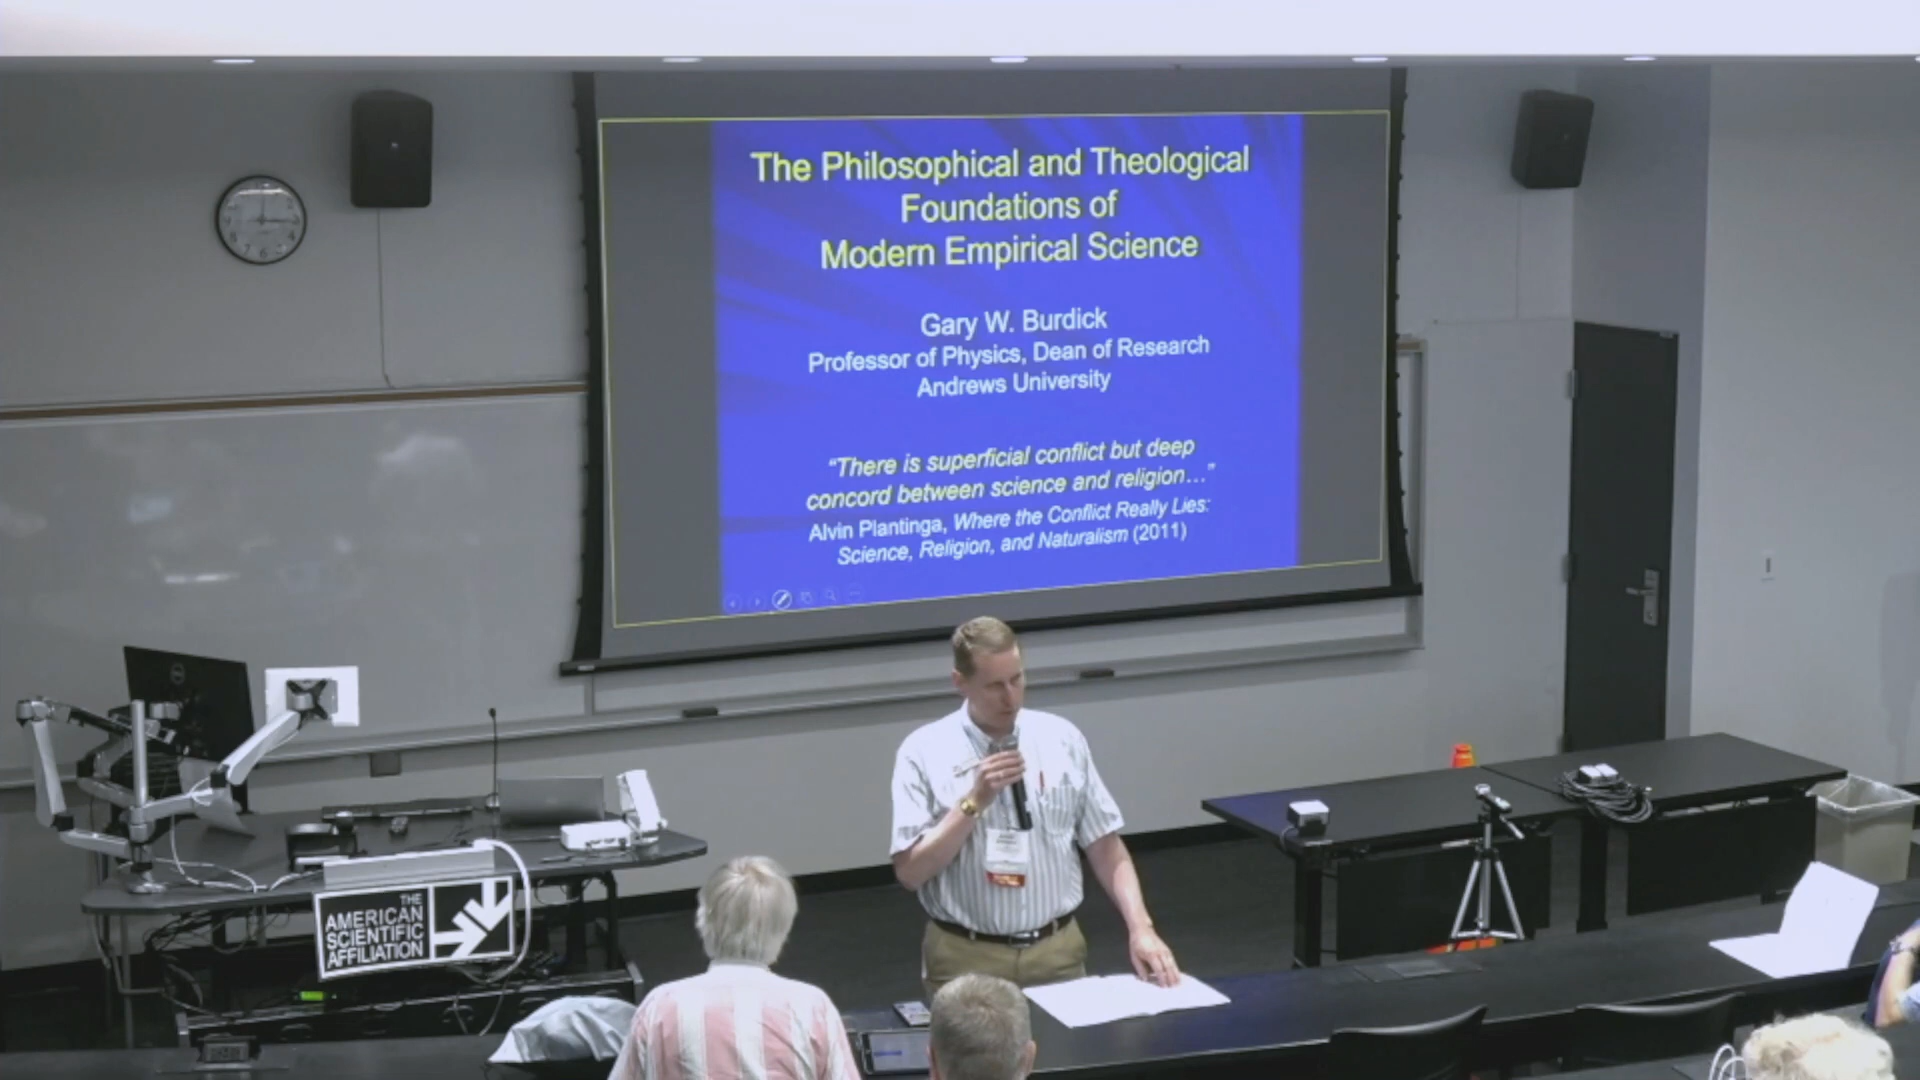 The Philosophical and Theological
Foundations of
Modern Empirical Science
Gary W. Burdick
Professor of Physics, Dean of Research
Andrews University
“There is superficial conflict but deep
concord between science and religion…”
Alvin Plantinga, Where the Conflict Really Lies:
Science, Religion, and Naturalism (2011)
THE
AMERICAN
SCIENTIFIC
AFFILIATION